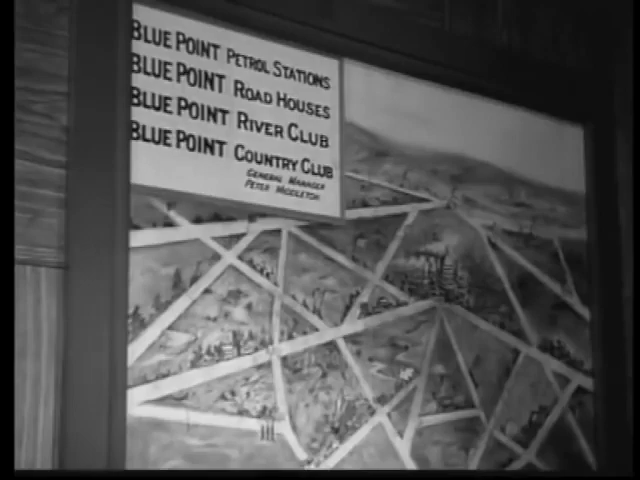 BLUE POINT PETROL STATIONS
BLUE POINT ROAD HOUSES
BLUE POINT RIVER CLUB
BLUE POINT COUNTRY CLUB
GENERAL MANAGER
PETER MIDDLETON